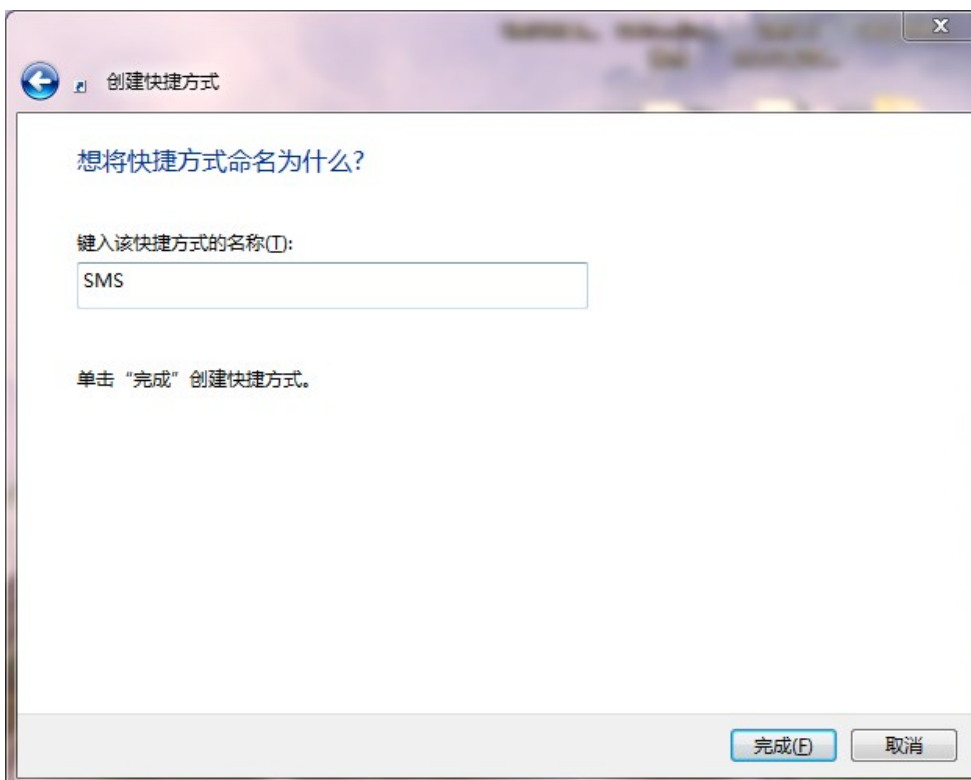 创建快捷方式
想将快捷方式命名为什么?
键入该快捷方式的名称(T):
SMS
单击“完成”创建快捷方式。
完成(F)
取消